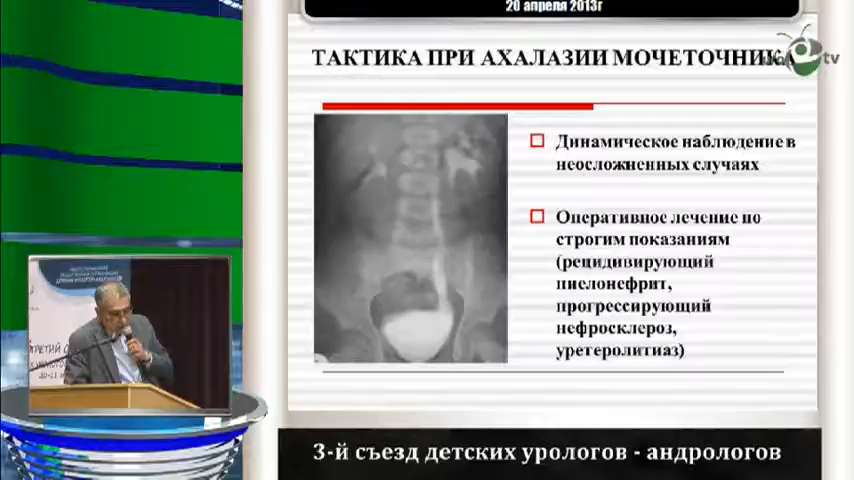 20 апреля 2013г
ТАКТИКА ПРИ АХАЛАЗИИ МОЧЕТОЧНИКА
tv
Динамическое наблюдение в
неосложненных случаях
Оперативное лечение по
строгим показаниям
(рецидивирующий
пиелонефрит,
прогрессирующий
нефросклероз,
уретеролитиаз)
3-й съезд детских урологов - андрологов